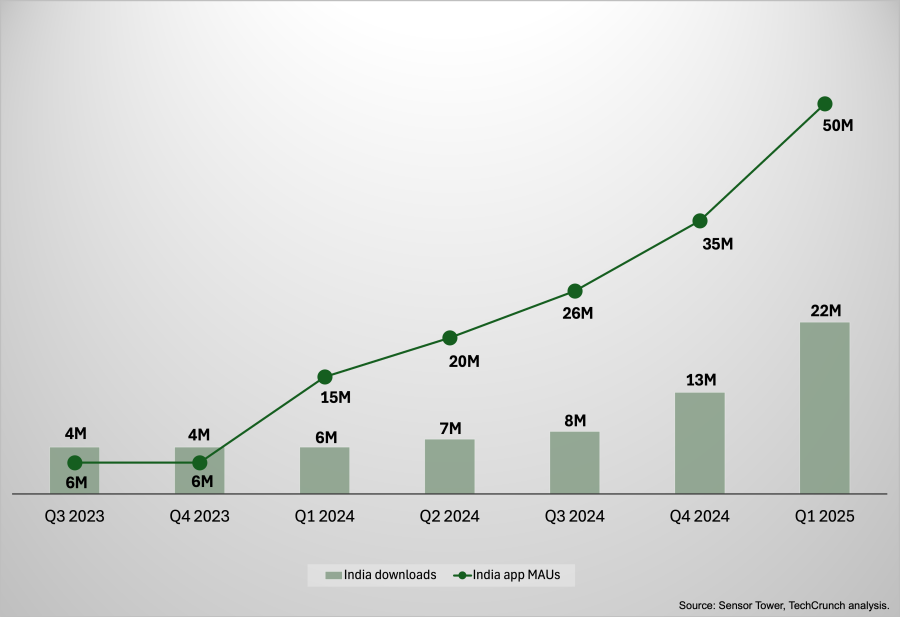 50M
35M
22M
26M
20M
13M
15M
4M
4M
6M
7M
8M
6M
6M
Q3 2023
Q4 2023
Q1 2024
Q2 2024
Q3 2024
Q4 2024
Q1 2025
India downloads
India app MAUs
Source: Sensor Tower, TechCrunch analysis.